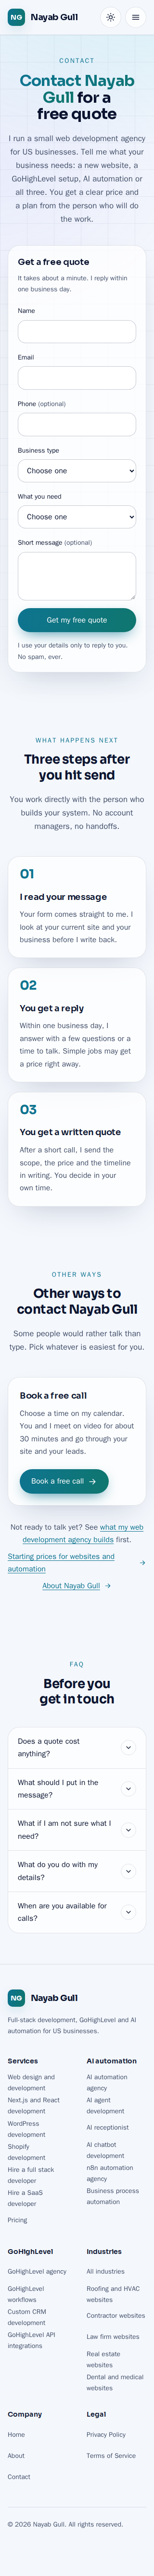 NG Nayab Gull
CONTACT
Contact Nayab
Gull for a
free quote
I run a small web development agency
for US businesses. Tell me what your
business needs: a new website, a
GoHighLevel setup, AI automation or
all three. You get a clear price and
a plan from the person who will do
the work.
Get a free quote
It takes about a minute. I reply within
one business day.
Name
Email
Phone (optional)
Business type
Choose one
What you need
Choose one
Short message (optional)
Get my free quote
I use your details only to reply to you.
No spam, ever.
WHAT HAPPENS NEXT
Three steps after
you hit send
You work directly with the person who
builds your system. No account
managers, no handoffs.
01
I read your message
Your form comes straight to me. I
look at your current site and your
business before I write back.
02
You get a reply
Within one business day, I
answer with a few questions or a
time to talk. Simple jobs may get
a price right away.
03
You get a written quote
After a short call, I send the
scope, the price and the timeline
in writing. You decide in your
own time.
OTHER WAYS
Other ways to
contact Nayab Gull
Some people would rather talk than
type. Pick whatever is easiest for you.
Book a free call
Choose a time on my calendar.
You and I meet on video for about
30 minutes and go through your
site and your leads.
Book a free call
Not ready to talk yet? See what my web
development agency builds first.
Starting prices for websites and
automation
About Nayab Gull
FAQ
Before you
get in touch
Does a quote cost
anything?
What should I put in the
message?
What if I am not sure what I
need?
What do you do with my
details?
When are you available for
calls?
NG Nayab Gull
Full-stack development, GoHighLevel and AI
automation for US businesses.
Services
Web design and
development
Next.js and React
development
WordPress
development
Shopify
development
Hire a full stack
developer
Hire a SaaS
developer
Pricing
AI automation
AI automation
agency
AI agent
development
AI receptionist
AI chatbot
development
n8n automation
agency
Business process
automation
GoHighLevel
GoHighLevel agency
GoHighLevel
workflows
Custom CRM
development
GoHighLevel API
integrations
Industries
All industries
Roofing and HVAC
websites
Contractor websites
Law firm websites
Real estate
websites
Dental and medical
websites
Company
Home
About
Contact
Legal
Privacy Policy
Terms of Service
© 2026 Nayab Gull. All rights reserved.